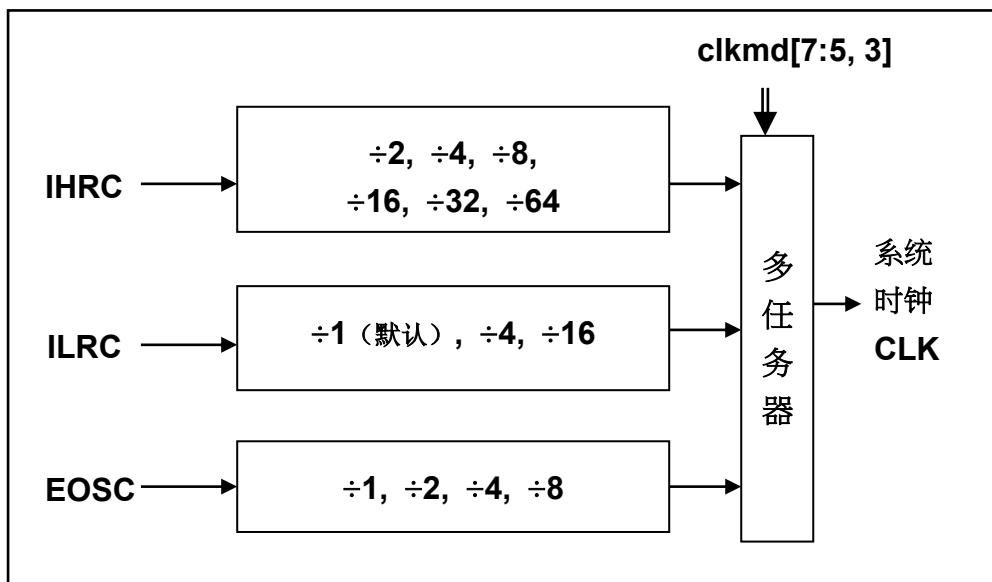 clkmd[7:5, 3]
IHRC
÷2, ÷4, ÷8,
÷16, ÷32, ÷64
ILRC
÷1（默认）, ÷4, ÷16
EOSC
÷1, ÷2, ÷4, ÷8
多
任
务
器
系统
时钟
CLK